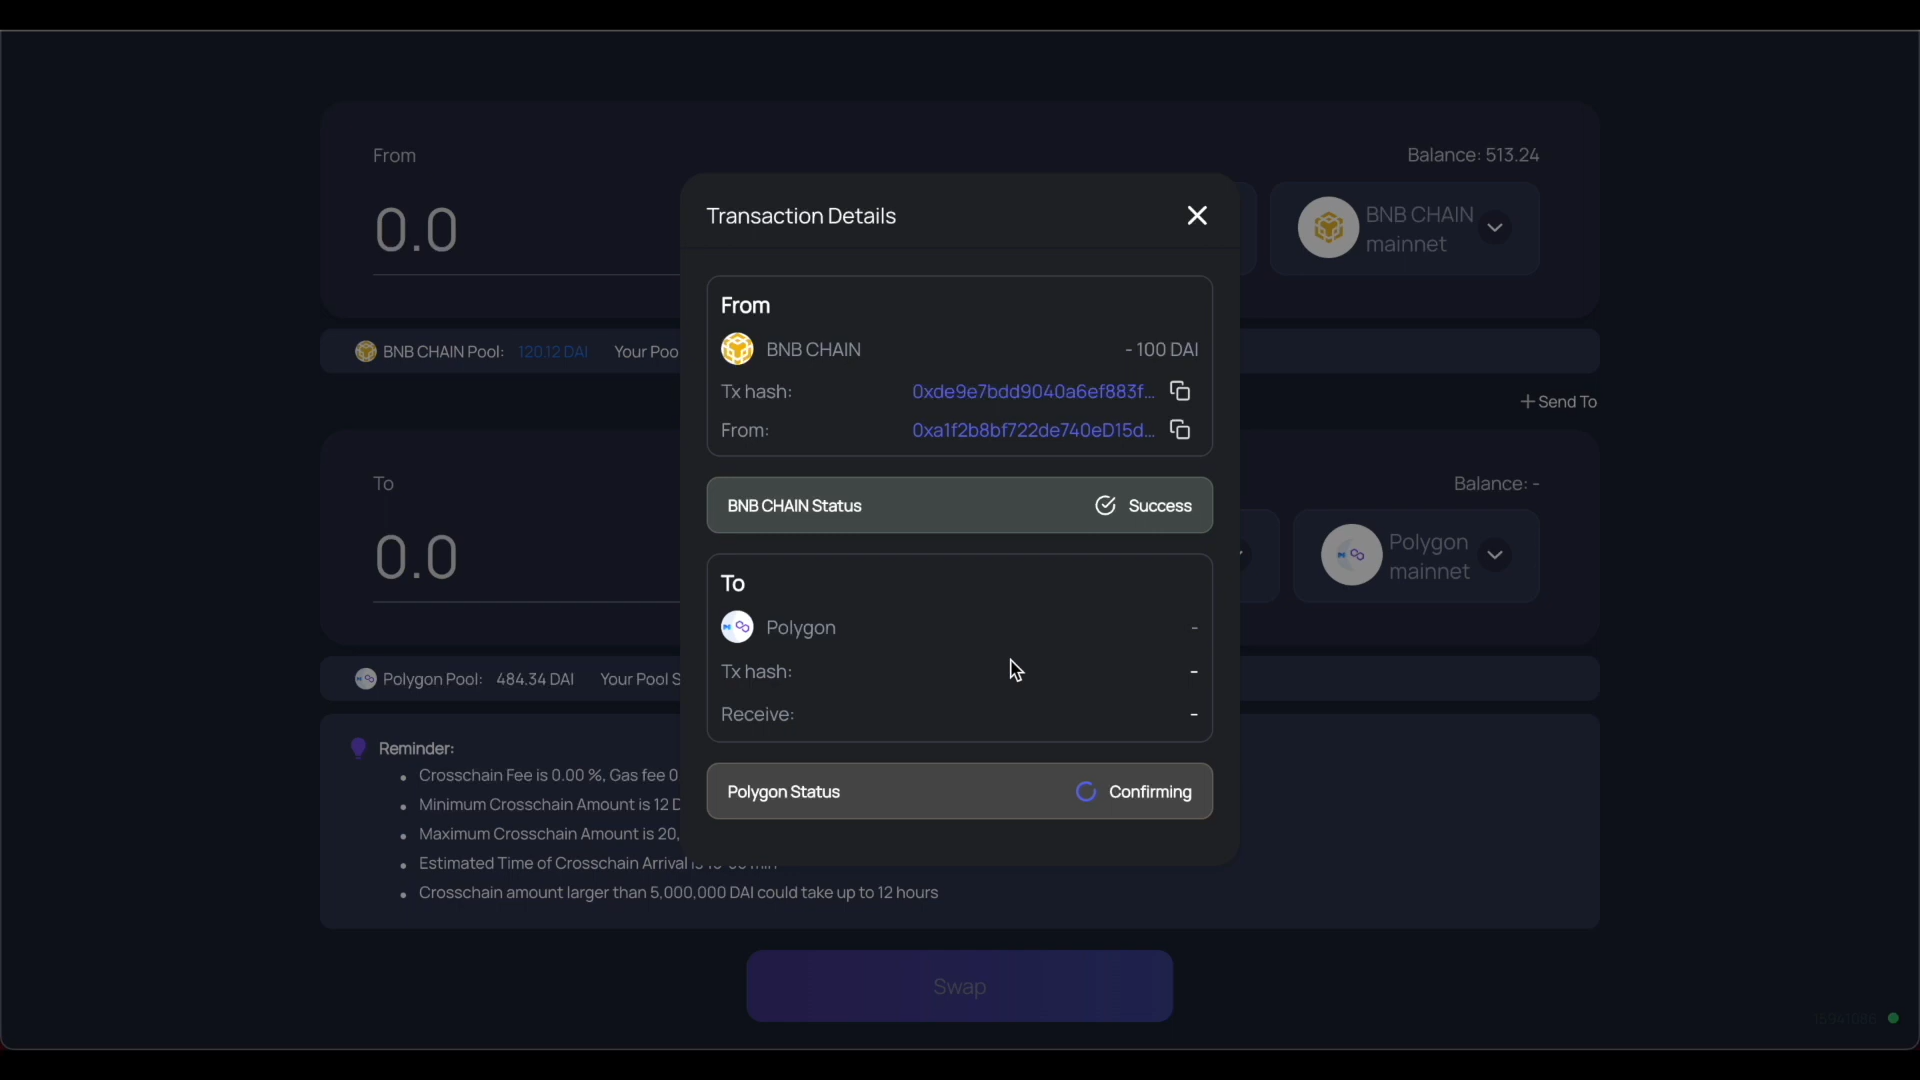 From
Balance: 513.24
0.0
BNB CHAIN
mainnet
BNB CHAIN Pool: 120.12 DAI Your Poo
Send To
To
Balance: -
0.0
Polygon
mainnet
Polygon Pool: 484.34 DAI Your Pool S
Reminder:
Crosschain Fee is 0.00 %, Gas fee 0
Minimum Crosschain Amount is 12 D
Maximum Crosschain Amount is 20,
Estimated Time of Crosschain Arrival
Crosschain amount larger than 5,000,000 DAI could take up to 12 hours
Swap
Transaction Details
From
BNB CHAIN - 100 DAI
Tx hash: 0xde9e7bdd9040a6ef883f...
From: 0xa1f2b8bf722de740eD15d...
BNB CHAIN Status Success
To
Polygon -
Tx hash: -
Receive: -
Polygon Status Confirming